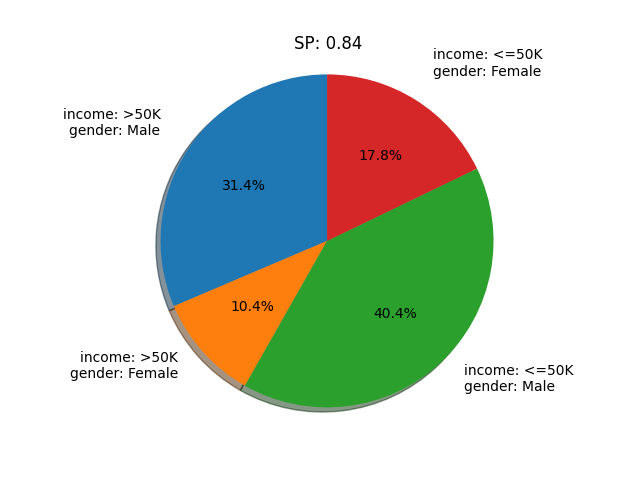 SP: 0.84
income: <=50K
gender: Female
income: >50K
gender: Male
17.8%
31.4%
10.4%
40.4%
income: >50K
gender: Female
income: <=50K
gender: Male